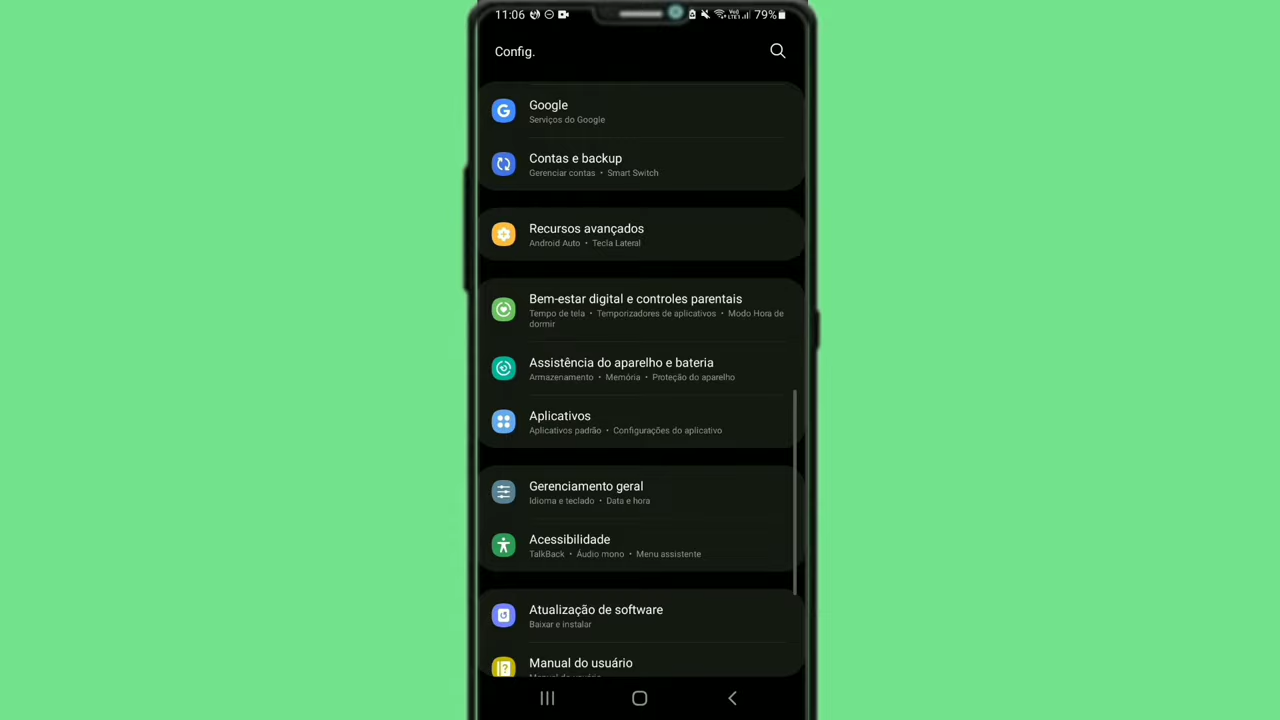 11:06 79%
Config.
Google
Serviços do Google
Contas e backup
Gerenciar contas • Smart Switch
Recursos avançados
Android Auto • Tecla Lateral
Bem-estar digital e controles parentais
Tempo de tela • Temporizadores de aplicativos • Modo Hora de
dormir
Assistência do aparelho e bateria
Armazenamento • Memória • Proteção do aparelho
Aplicativos
Aplicativos padrão • Configurações do aplicativo
Gerenciamento geral
Idioma e teclado • Data e hora
Acessibilidade
TalkBack • Áudio mono • Menu assistente
Atualização de software
Baixar e instalar
Manual do usuário